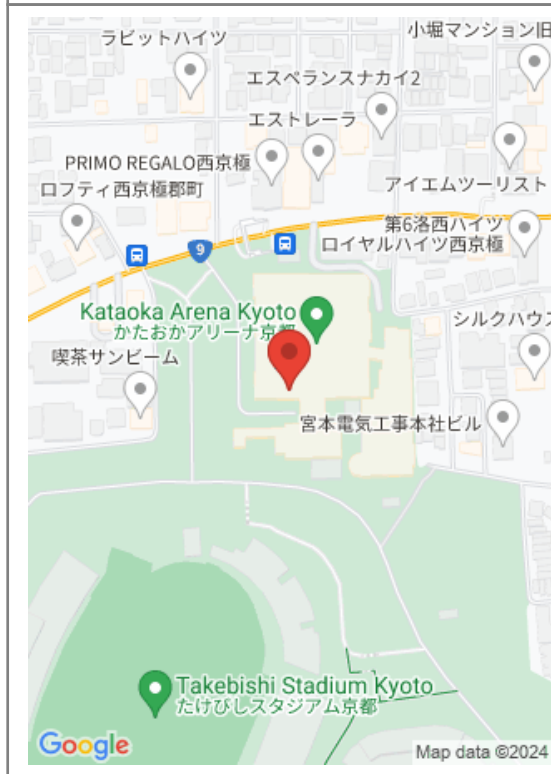 ラビットハイツ
小堀マンション旧
エスペランスナカイ2
エストレーラ
PRIMO REGALO西京極
アイエムツーリスト
ロフティ西京極郡町
第6洛西ハイツ
ロイヤルハイツ西京極
9
Kataoka Arena Kyoto
かたおかアリーナ京都
シルクハウス
喫茶サンビーム
宮本電気工事本社ビル
Takebishi Stadium Kyoto
たけびしスタジアム京都
Google
Map data ©2024